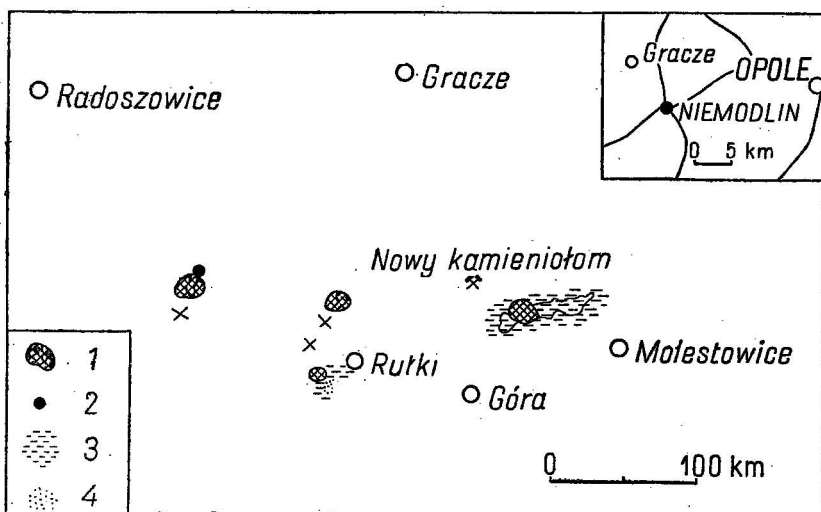 Radoszowice
Gracze
Gracze
OPOLE
NIEMODLIN
0 5 km
Nowy kamieniołom
Rutki
Góra
Molestowice
1
2
3
4
0 100 km